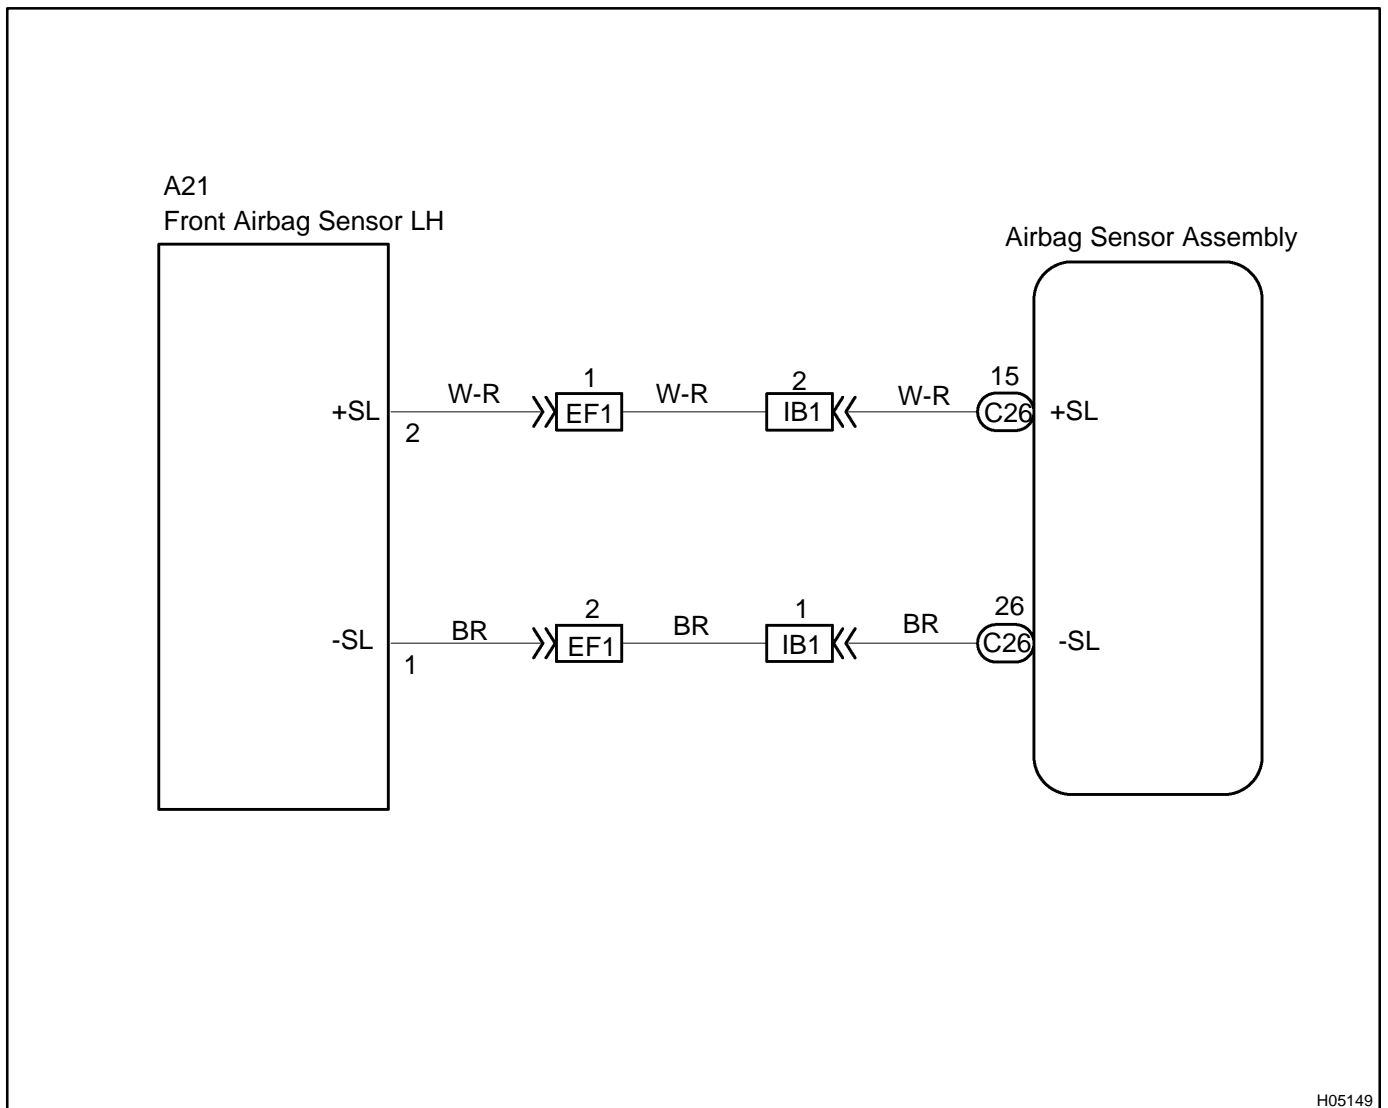 A21
Front Airbag Sensor LH
Airbag Sensor Assembly
1
2
15
W-R
W-R
W-R
+SL
EF1
IB1
C26
+SL
2
2
1
26
BR
BR
BR
-SL
EF1
IB1
C26
-SL
1
H05149